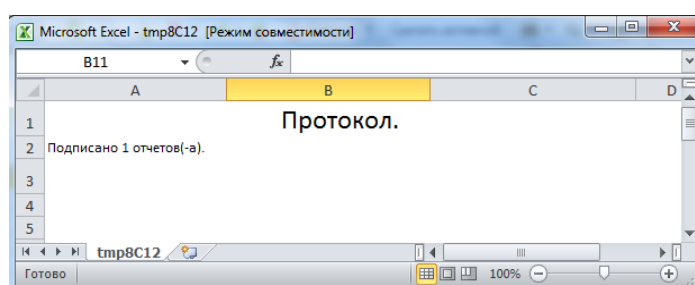 Microsoft Excel - tmp8C12 [Режим совместимости]
B11 fx
A B C D
1 Протокол.
2 Подписано 1 отчетов(-а).
3
4
5
tmp8C12
Готово 100%